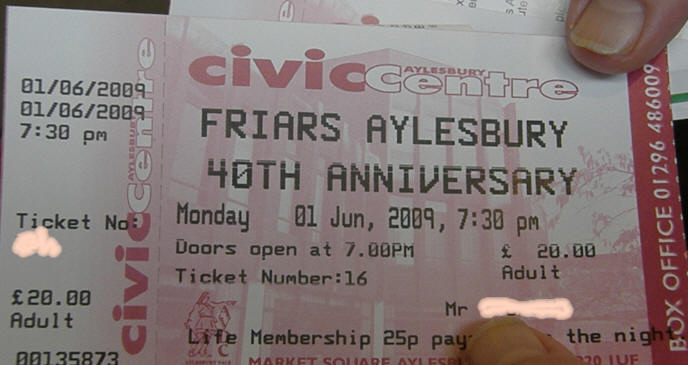 01/06/2009
01/06/2009
7:30 pm
Ticket No:
£20.00
Adult
00135873
civic AYLESBURY centre
civic AYLESBURY centre
FRIARS AYLESBURY
40TH ANNIVERSARY
Monday 01 Jun, 2009, 7:30 pm
Doors open at 7.00PM £ 20.00
Ticket Number:16 Adult
Mr
Life Membership 25p the night
MARKET SQUARE 1UF
BOX OFFICE 01296 486009